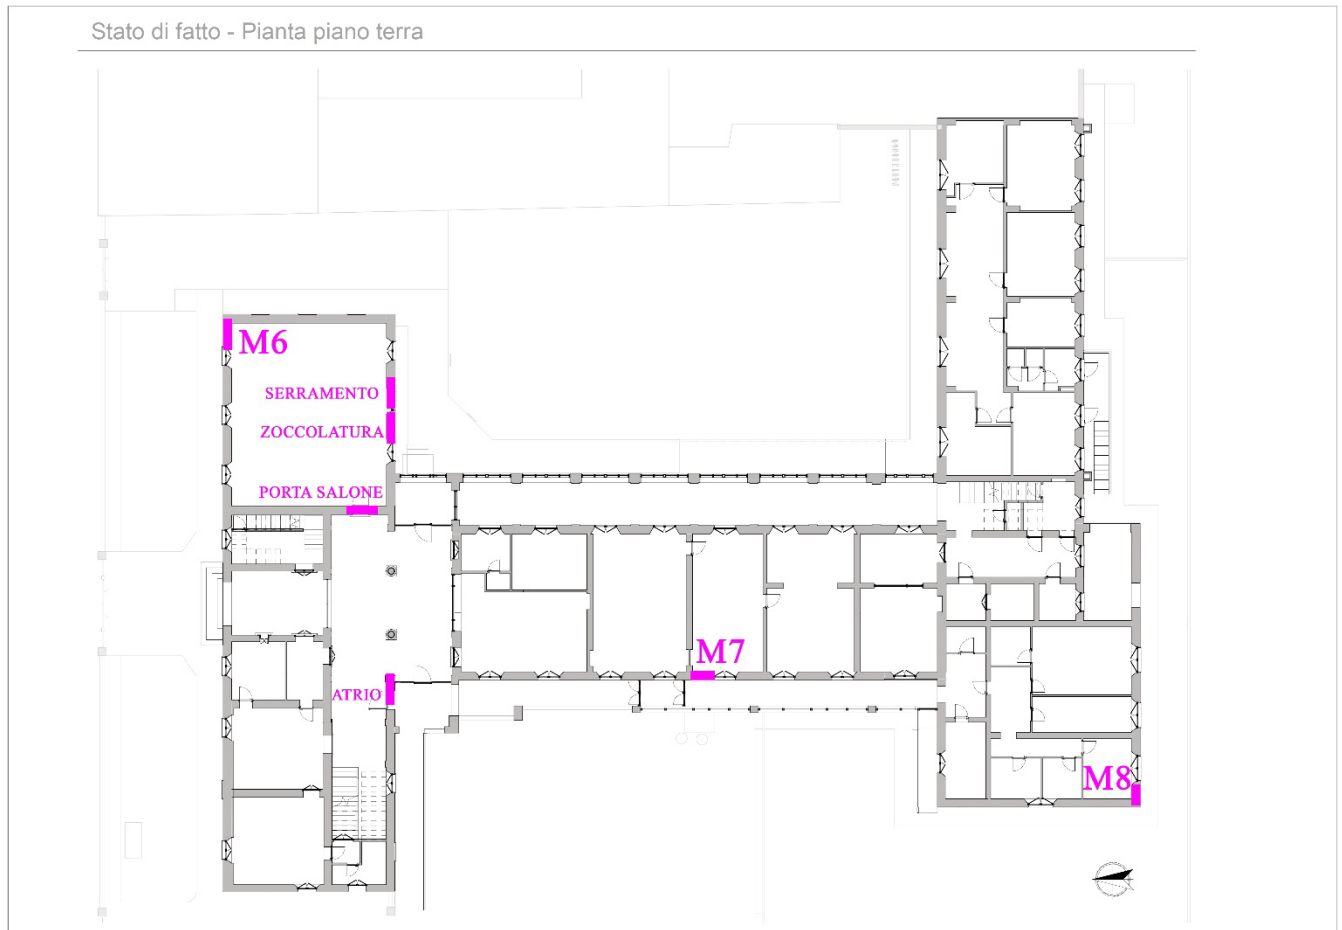 Stato di fatto - Pianta piano terra
M6
SERRAMENTO
ZOCCOLATURA
PORTA SALONE
M7
ATRIO
M8